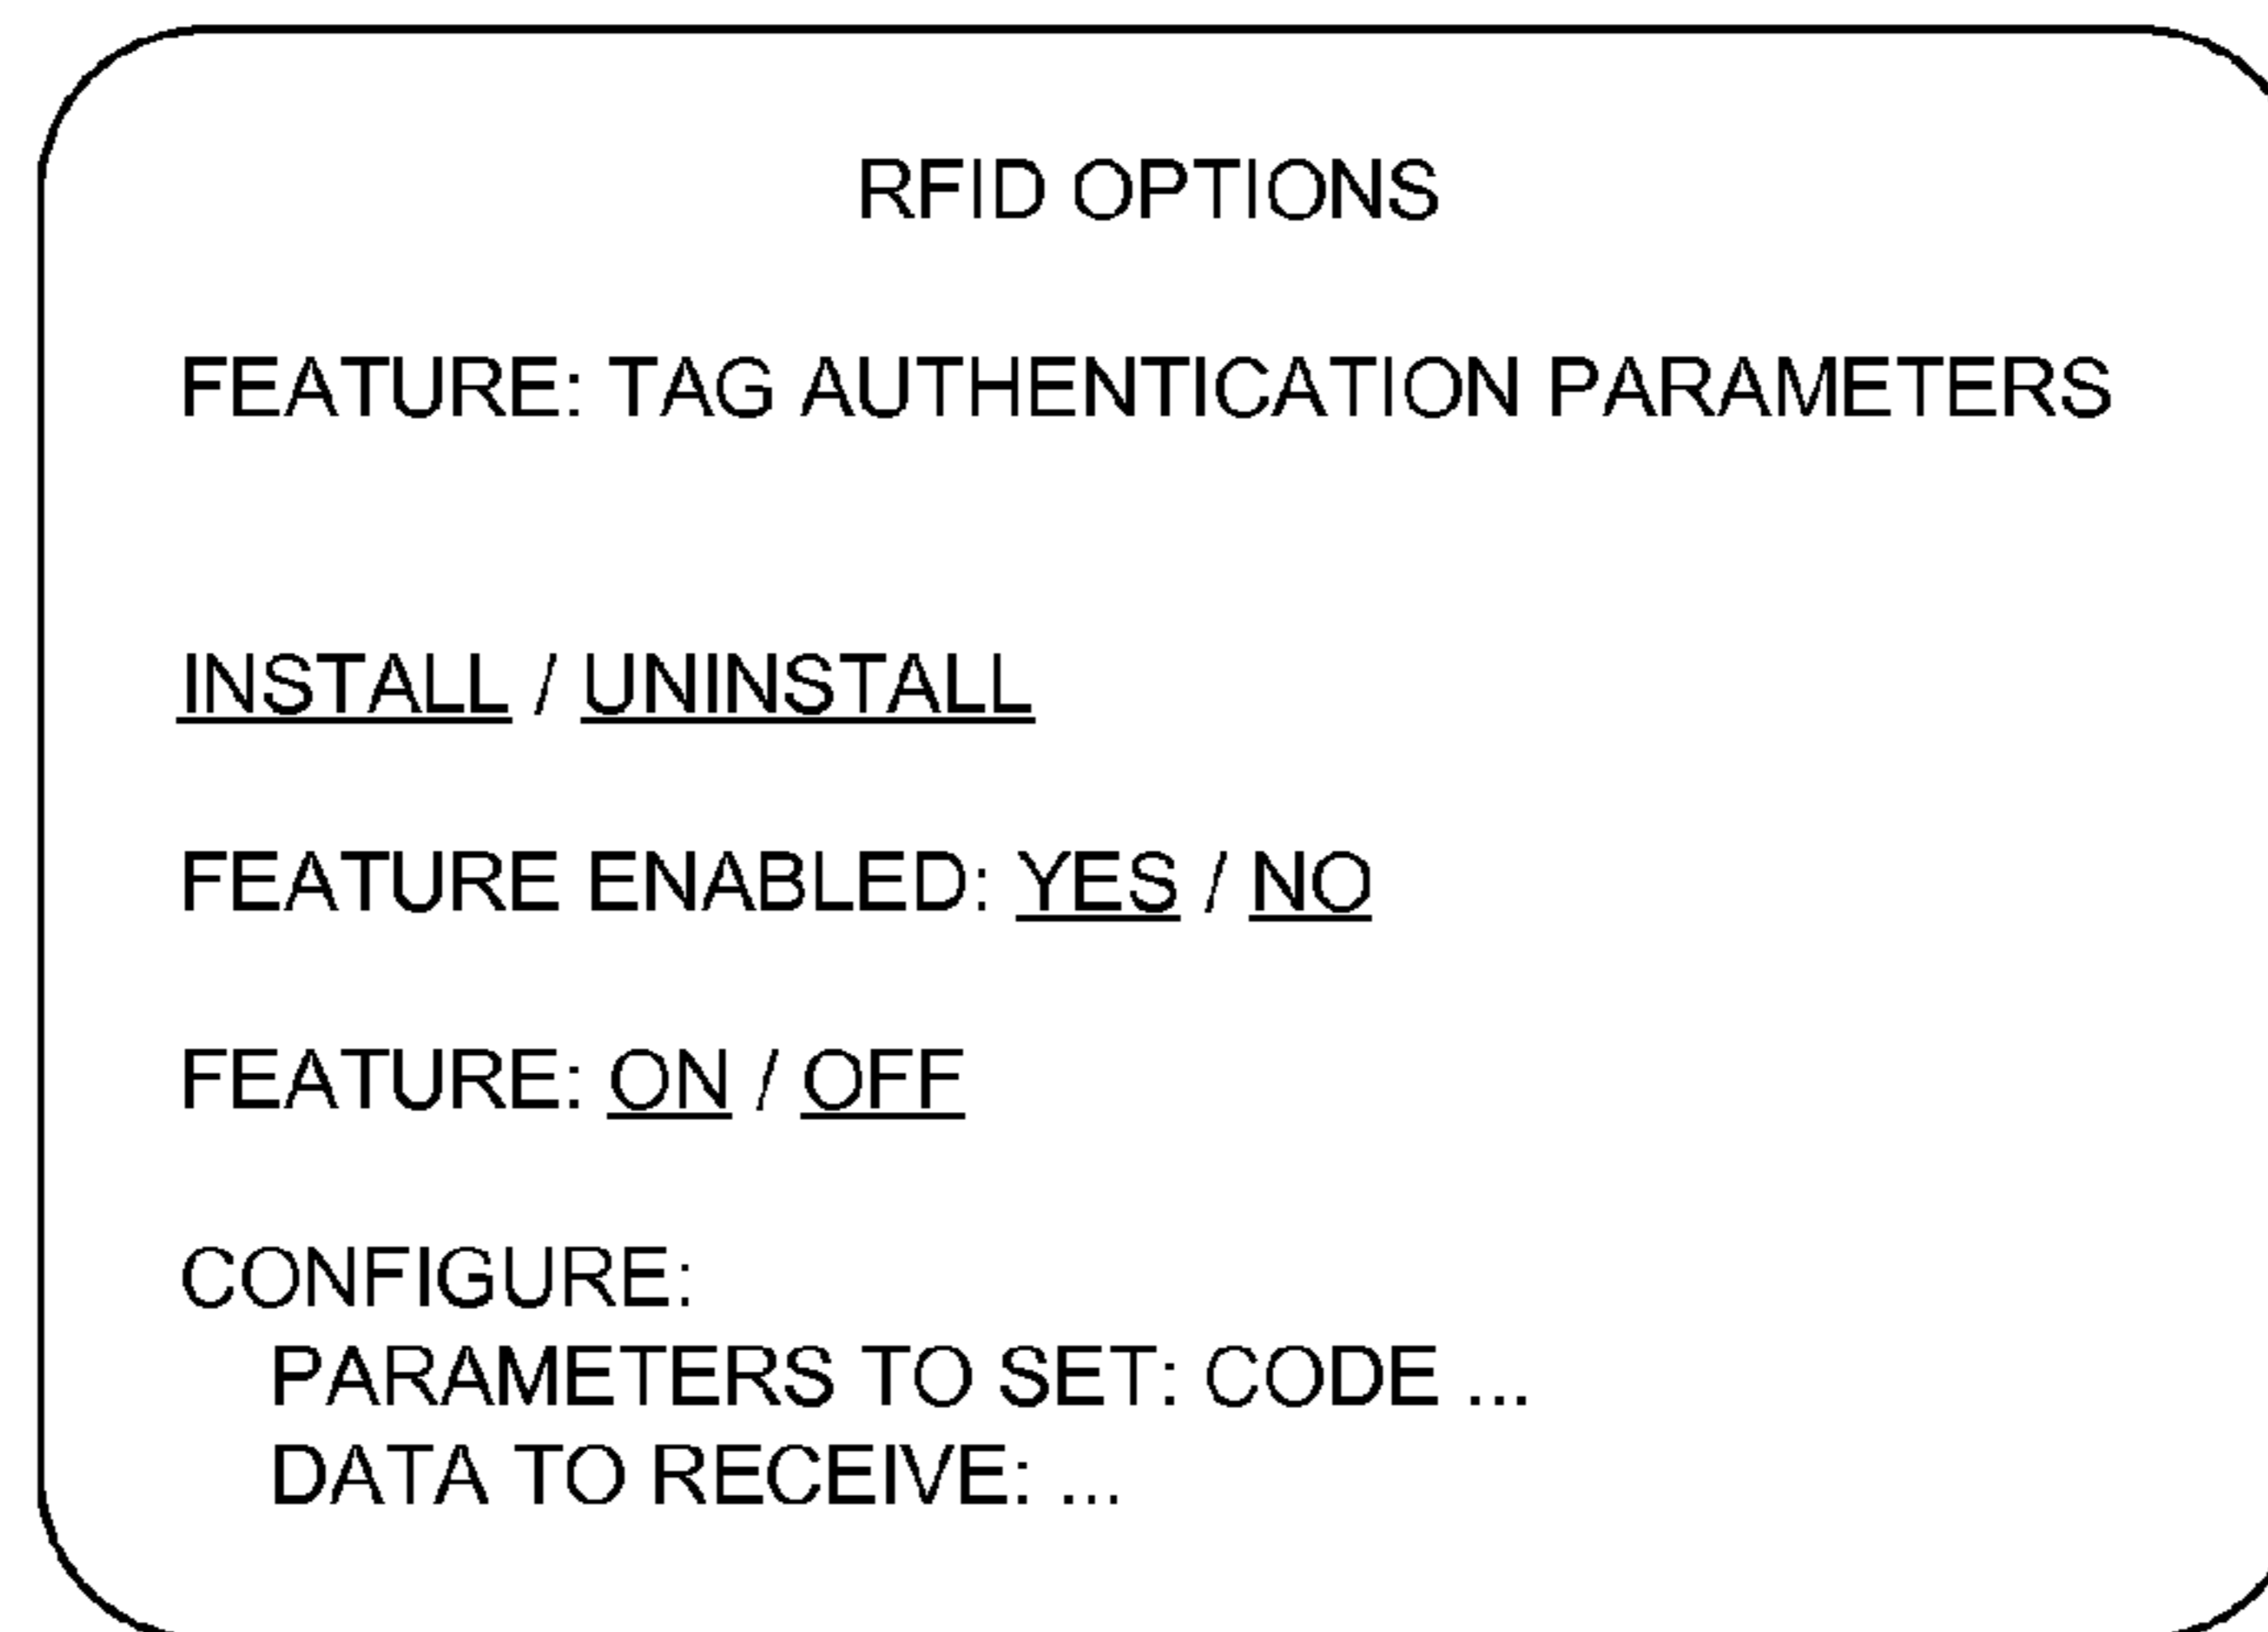 RFID OPTIONS
FEATURE: TAG AUTHENTICATION PARAMETERS
INSTALL / UNINSTALL
FEATURE ENABLED: YES / NO
FEATURE: ON / OFF
CONFIGURE:
PARAMETERS TO SET: CODE ...
DATA TO RECEIVE: ...